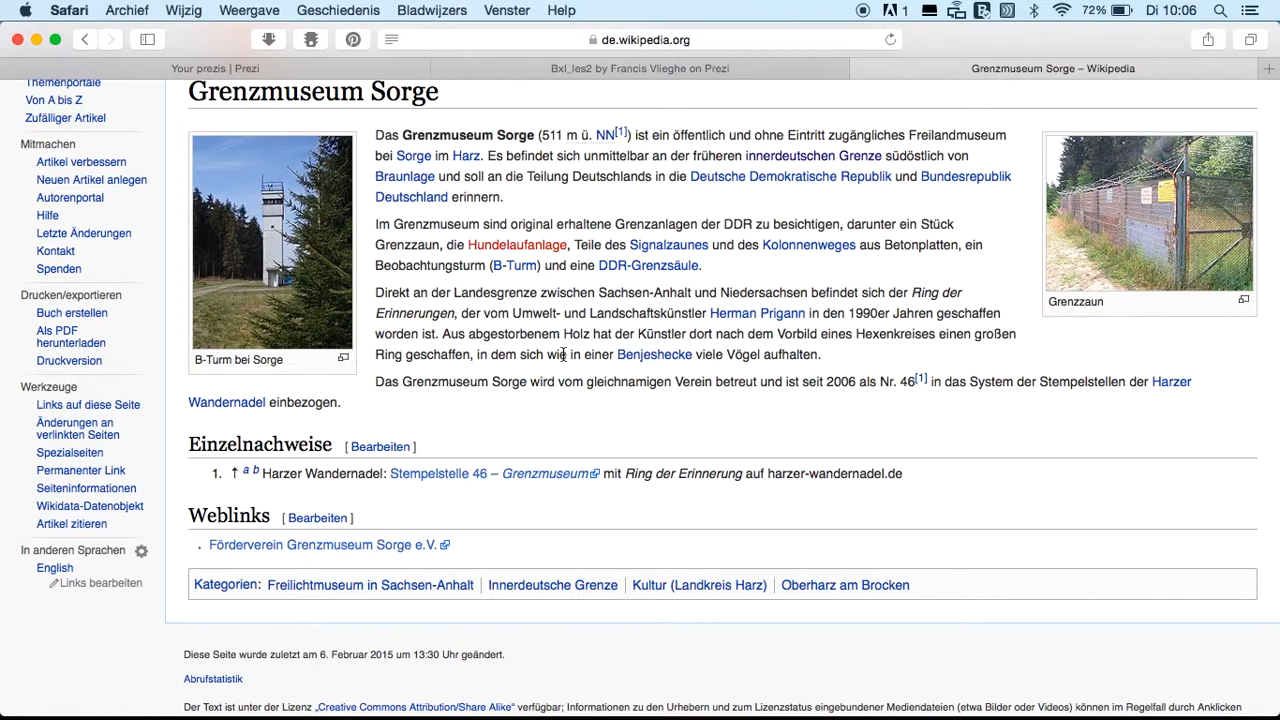 Safari Archief Wijzig Weergave Geschiedenis Bladwijzers Venster Help 1 72% Di 10:06
de.wikipedia.org
Your prezis | Prezi Bxl_les2 by Francis Vlieghe on Prezi Grenzmuseum Sorge – Wikipedia
Themenportale
Von A bis Z
Zufälliger Artikel
Mitmachen
Artikel verbessern
Neuen Artikel anlegen
Autorenportal
Hilfe
Letzte Änderungen
Kontakt
Spenden
Drucken/exportieren
Buch erstellen
Als PDF
herunterladen
Druckversion
Werkzeuge
Links auf diese Seite
Änderungen an
verlinkten Seiten
Spezialseiten
Permanenter Link
Seiteninformationen
Wikidata-Datenobjekt
Artikel zitieren
In anderen Sprachen
English
Links bearbeiten
Grenzmuseum Sorge
B-Turm bei Sorge
Das Grenzmuseum Sorge (511 m ü. NN[1]) ist ein öffentlich und ohne Eintritt zugängliches Freilandmuseum
bei Sorge im Harz. Es befindet sich unmittelbar an der früheren innerdeutschen Grenze südöstlich von
Braunlage und soll an die Teilung Deutschlands in die Deutsche Demokratische Republik und Bundesrepublik
Deutschland erinnern.
Im Grenzmuseum sind original erhaltene Grenzanlagen der DDR zu besichtigen, darunter ein Stück
Grenzzaun, die Hundelaufanlage, Teile des Signalzaunes und des Kolonnenweges aus Betonplatten, ein
Beobachtungsturm (B-Turm) und eine DDR-Grenzsäule.
Direkt an der Landesgrenze zwischen Sachsen-Anhalt und Niedersachsen befindet sich der Ring der
Erinnerungen, der vom Umwelt- und Landschaftskünstler Herman Prigann in den 1990er Jahren geschaffen
worden ist. Aus abgestorbenem Holz hat der Künstler dort nach dem Vorbild eines Hexenkreises einen großen
Ring geschaffen, in dem sich wie in einer Benjeshecke viele Vögel aufhalten.
Das Grenzmuseum Sorge wird vom gleichnamigen Verein betreut und ist seit 2006 als Nr. 46[1] in das System der Stempelstellen der Harzer
Wandernadel einbezogen.
Grenzzaun
Einzelnachweise [ Bearbeiten ]
1. ↑ a b Harzer Wandernadel: Stempelstelle 46 – Grenzmuseum mit Ring der Erinnerung auf harzer-wandernadel.de
Weblinks [ Bearbeiten ]
Förderverein Grenzmuseum Sorge e.V.
Kategorien: Freilichtmuseum in Sachsen-Anhalt | Innerdeutsche Grenze | Kultur (Landkreis Harz) | Oberharz am Brocken
Diese Seite wurde zuletzt am 6. Februar 2015 um 13:30 Uhr geändert.
Abrufstatistik
Der Text ist unter der Lizenz „Creative Commons Attribution/Share Alike“ verfügbar; Informationen zu den Urhebern und zum Lizenzstatus eingebundener Mediendateien (etwa Bilder oder Videos) können im Regelfall durch Anklicken